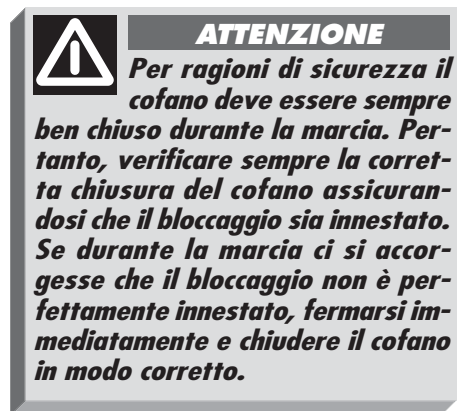 ATTENZIONE
Per ragioni di sicurezza il
cofano deve essere sempre
ben chiuso durante la marcia. Per-
tanto, verificare sempre la corret-
ta chiusura del cofano assicuran-
dosi che il bloccaggio sia innestato.
Se durante la marcia ci si accor-
gesse che il bloccaggio non è per-
fettamente innestato, fermarsi im-
mediatamente e chiudere il cofano
in modo corretto.